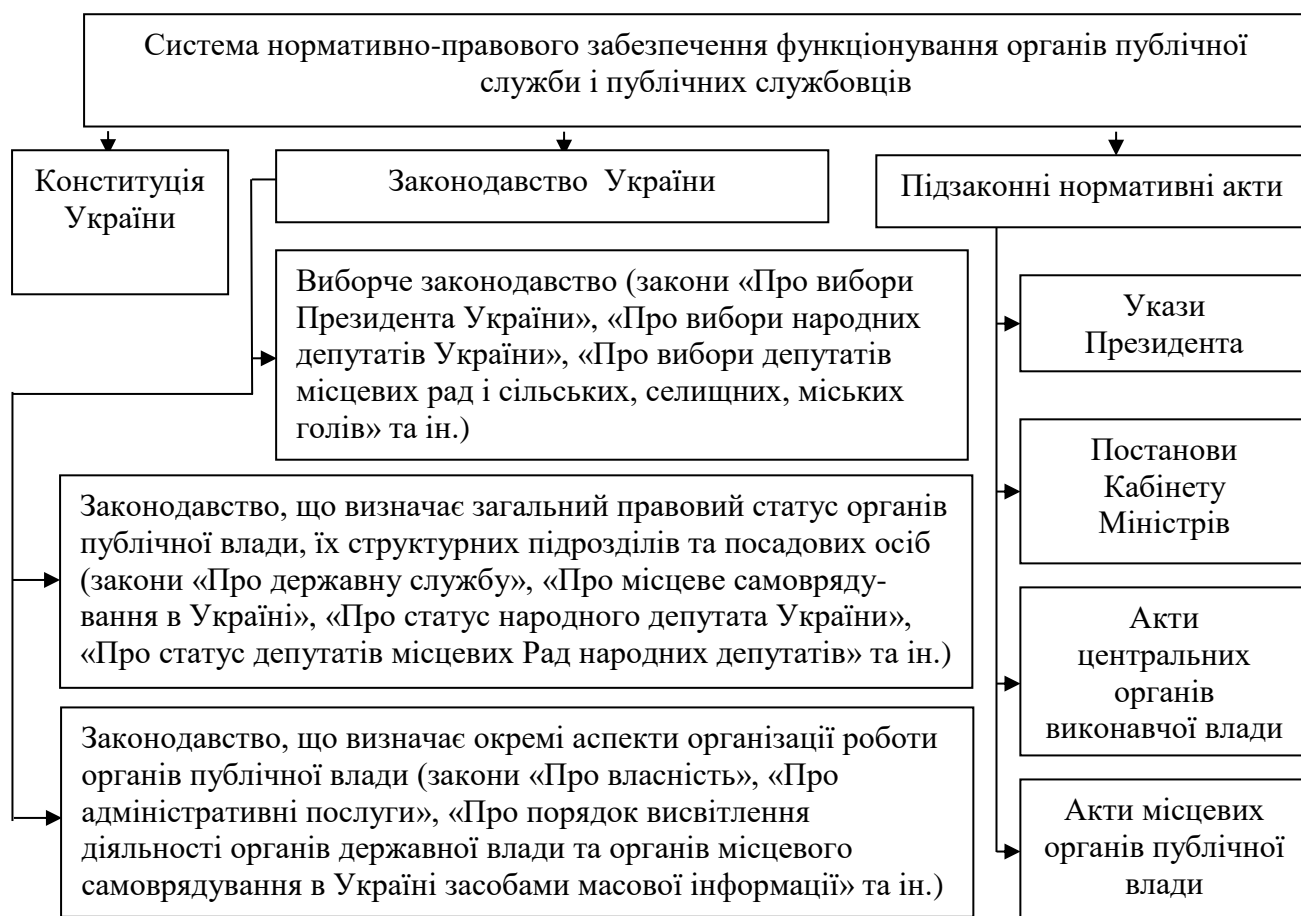 Система нормативно-правового забезпечення функціонування органів публічної
служби і публічних службовців
Конституція
України
Законодавство  України
Підзаконні нормативні акти
Виборче законодавство (закони «Про вибори
Президента України», «Про вибори народних
депутатів України», «Про вибори депутатів
місцевих рад і сільських, селищних, міських
голів» та ін.)
Законодавство, що визначає загальний правовий статус органів
публічної влади, їх структурних підрозділів та посадових осіб
(закони «Про державну службу», «Про місцеве самовряду-
вання в Україні», «Про статус народного депутата України»,
«Про статус депутатів місцевих Рад народних депутатів» та ін.)
Законодавство, що визначає окремі аспекти організації роботи
органів публічної влади (закони «Про власність», «Про
адміністративні послуги», «Про порядок висвітлення
діяльності органів державної влади та органів місцевого
самоврядування в Україні засобами масової інформації» та ін.)
Укази
Президента
Постанови
Кабінету
Міністрів
Акти
центральних
органів
виконавчої влади
Акти місцевих
органів публічної
влади